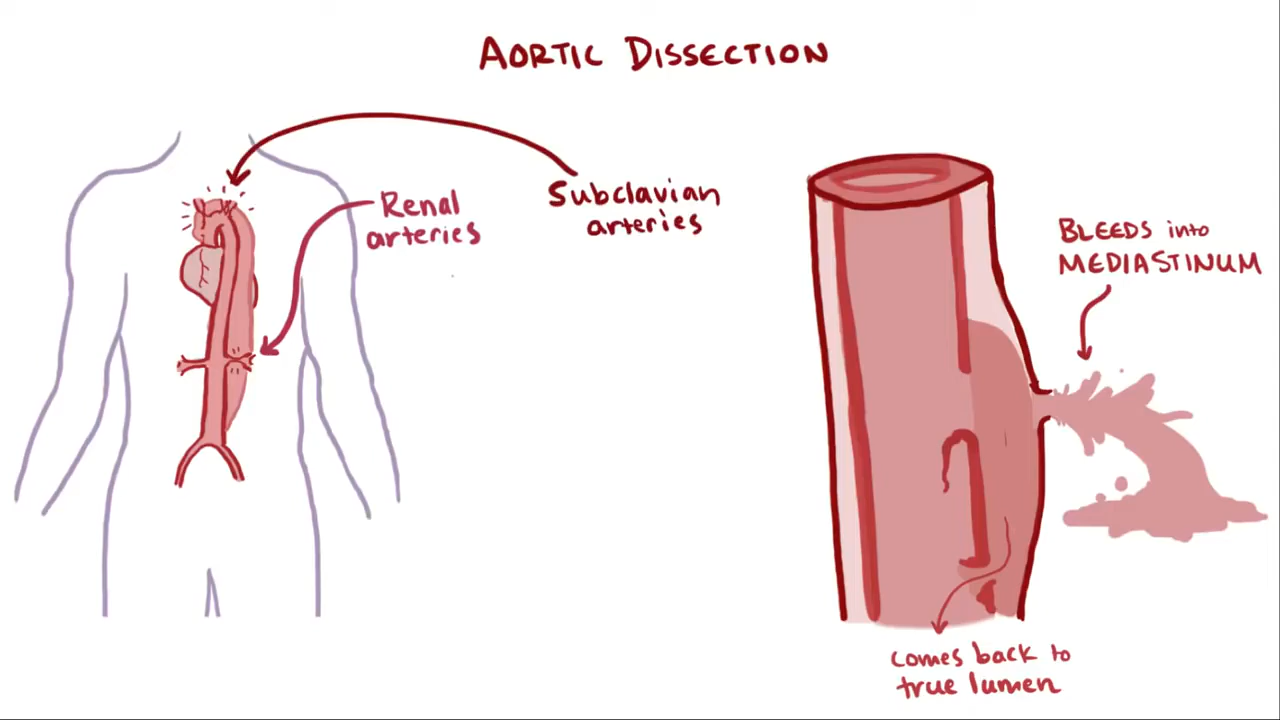 AORTIC DISSECTION
Renal
arteries
Subclavian
arteries
BLEEDS into
MEDIASTINUM
comes back to
true lumen